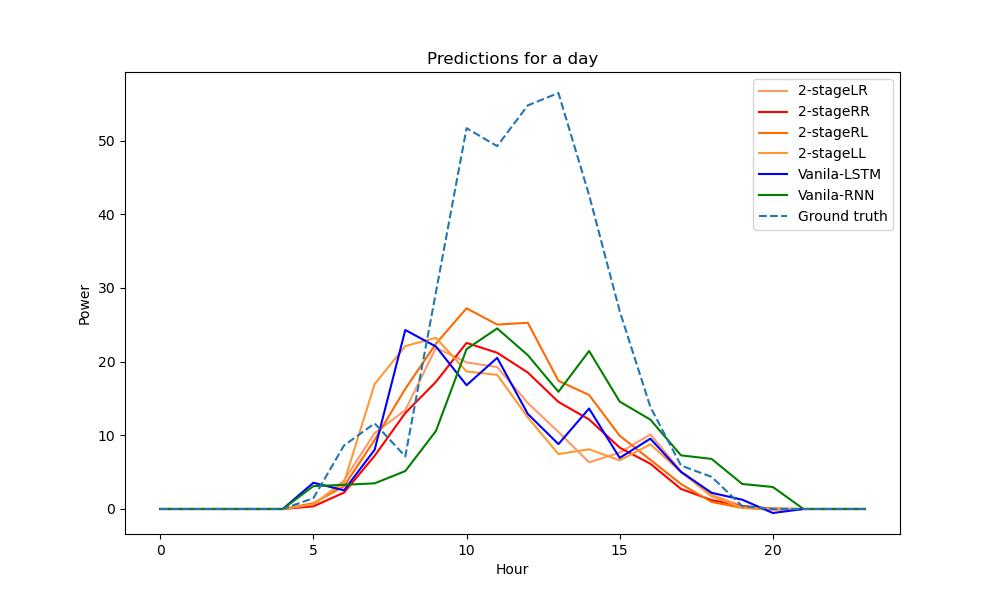 Predictions for a day
2-stageLR
2-stageRR
2-stageRL
2-stageLL
Vanila-LSTM
Vanila-RNN
Ground truth
Power
50
40
30
20
10
0
0 5 10 15 20
Hour